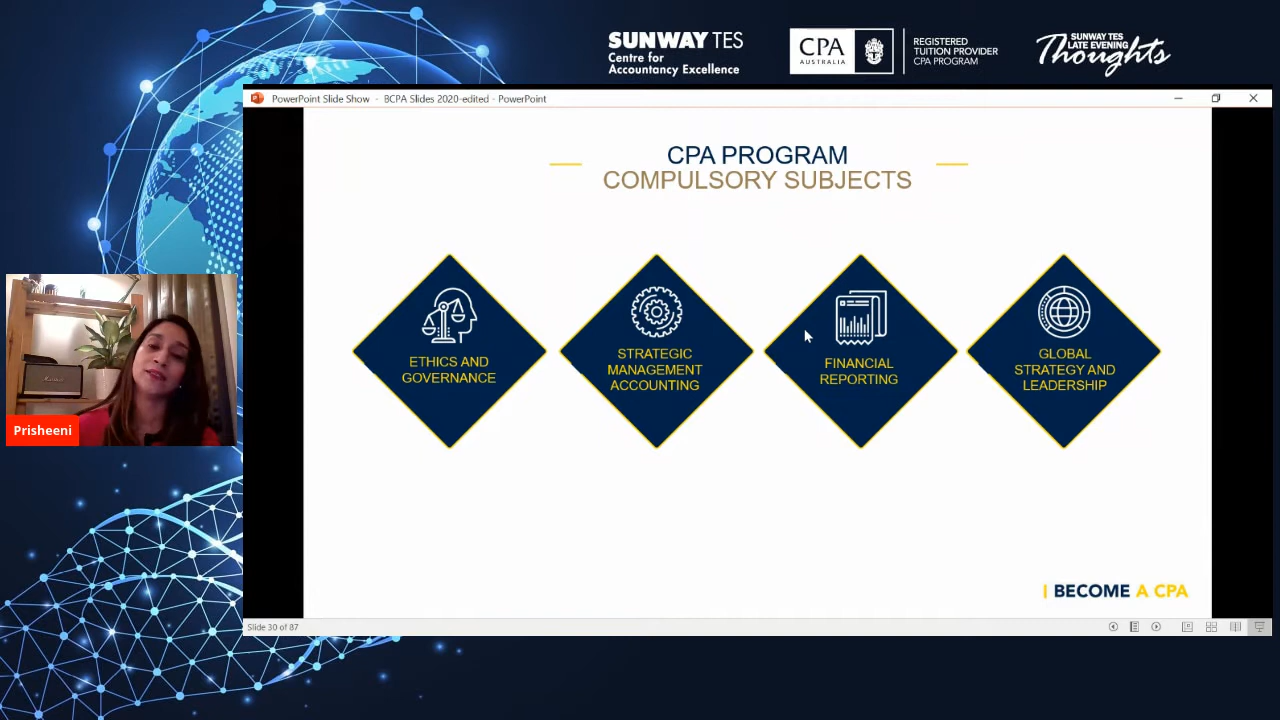 SUNWAY TES
Centre for
Accountancy Excellence
CPA
AUSTRALIA
REGISTERED
TUITION PROVIDER
CPA PROGRAM
SUNWAY TES
LATE EVENING
Thoughts
PowerPoint Slide Show - BCPA Slides 2020-edited - PowerPoint
CPA PROGRAM
COMPULSORY SUBJECTS
ETHICS AND
GOVERNANCE
STRATEGIC
MANAGEMENT
ACCOUNTING
FINANCIAL
REPORTING
GLOBAL
STRATEGY AND
LEADERSHIP
Prisheeni
BECOME A CPA
Slide 30 of 87